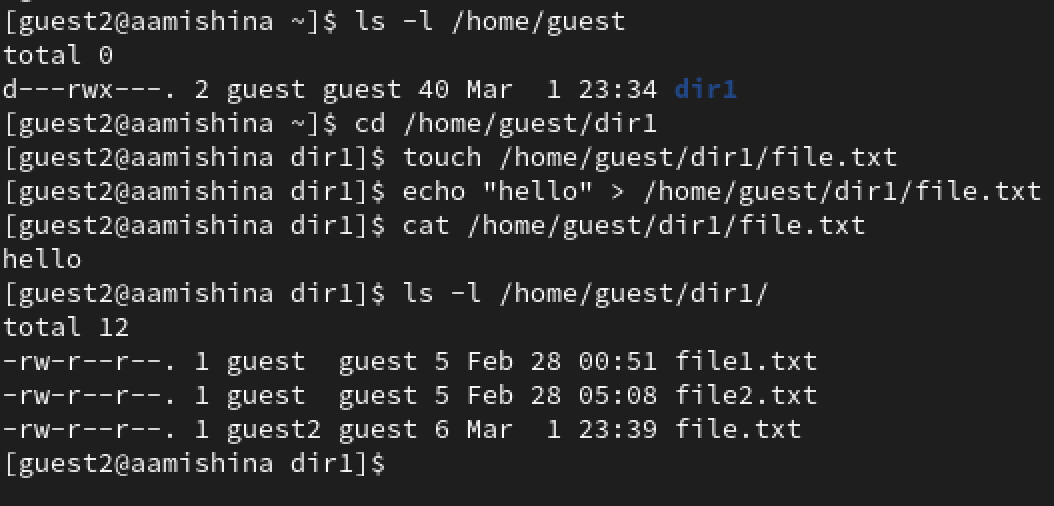 [guest2@aamishina ~]$ ls -l /home/guest
total 0
d---rwx---. 2 guest guest 40 Mar  1 23:34 dir1
[guest2@aamishina ~]$ cd /home/guest/dir1
[guest2@aamishina dir1]$ touch /home/guest/dir1/file.txt
[guest2@aamishina dir1]$ echo "hello" > /home/guest/dir1/file.txt
[guest2@aamishina dir1]$ cat /home/guest/dir1/file.txt
hello
[guest2@aamishina dir1]$ ls -l /home/guest/dir1/
total 12
-rw-r--r--. 1 guest  guest 5 Feb 28 00:51 file1.txt
-rw-r--r--. 1 guest  guest 5 Feb 28 05:08 file2.txt
-rw-r--r--. 1 guest2 guest 6 Mar  1 23:39 file.txt
[guest2@aamishina dir1]$